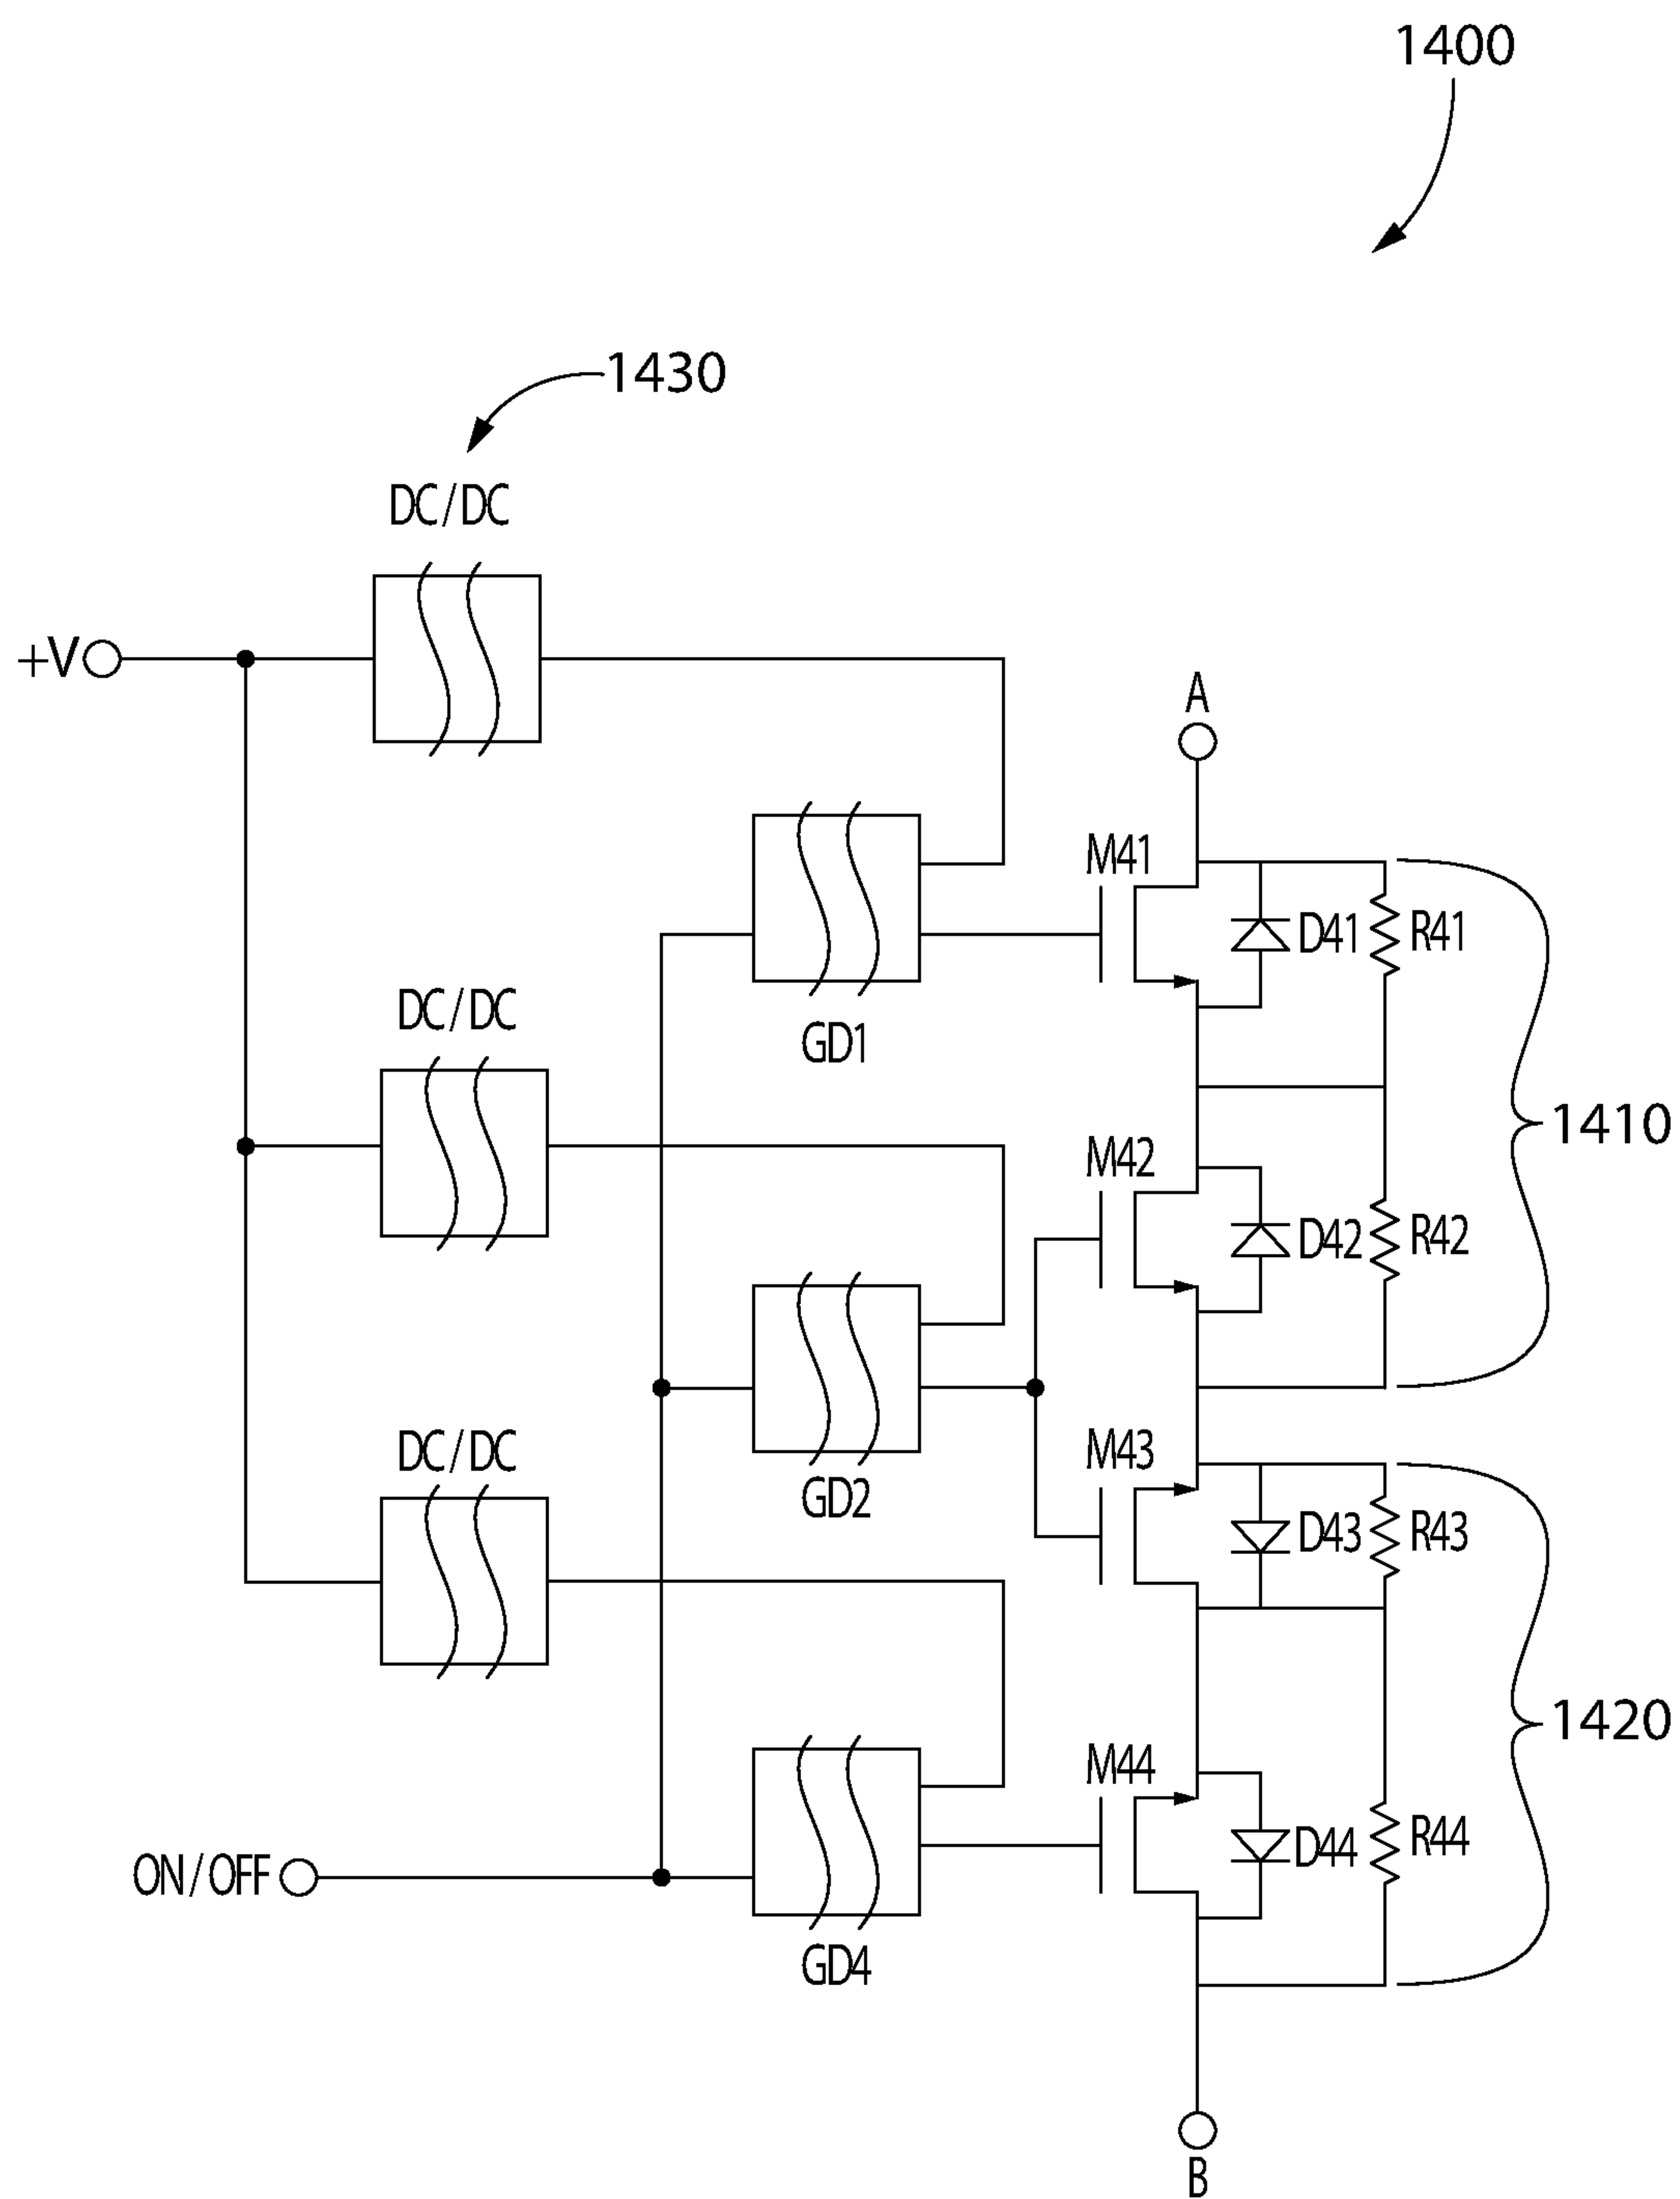 1400
1430
DC/DC
+V
A
M41
D41
R41
DC/DC
GD1
1410
M42
D42
R42
DC/DC
M43
GD2
D43
R43
1420
M44
D44
R44
ON/OFF
GD4
B